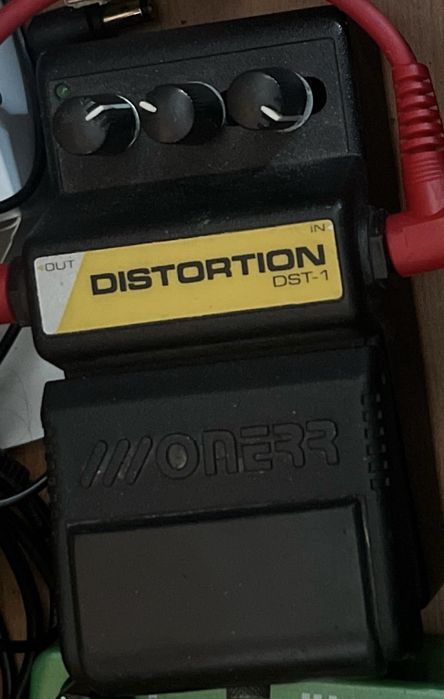 IN
OUT
DISTORTION
DST-1
ONERR